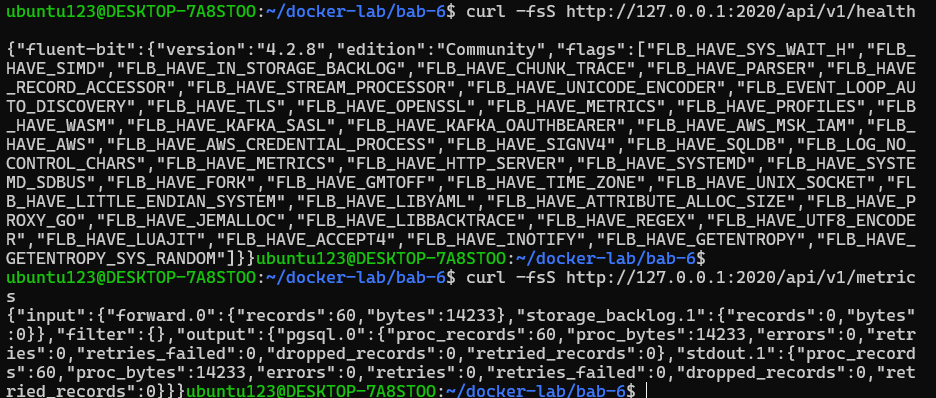 ubuntu123@DESKTOP-7A8STOO:~/docker-lab/bab-6$ curl -fsS http://127.0.0.1:2020/api/v1/health
{"fluent-bit":{"version":"4.2.8","edition":"Community","flags":["FLB_HAVE_SYS_WAIT_H","FLB_
HAVE_SIMD","FLB_HAVE_IN_STORAGE_BACKLOG","FLB_HAVE_CHUNK_TRACE","FLB_HAVE_PARSER","FLB_HAVE
_RECORD_ACCESSOR","FLB_HAVE_STREAM_PROCESSOR","FLB_HAVE_UNICODE_ENCODER","FLB_EVENT_LOOP_AU
TO_DISCOVERY","FLB_HAVE_TLS","FLB_HAVE_OPENSSL","FLB_HAVE_METRICS","FLB_HAVE_PROFILES","FLB
_HAVE_WASM","FLB_HAVE_KAFKA_SASL","FLB_HAVE_KAFKA_OAUTHBEARER","FLB_HAVE_AWS_MSK_IAM","FLB_
HAVE_AWS","FLB_HAVE_AWS_CREDENTIAL_PROCESS","FLB_HAVE_SIGNV4","FLB_HAVE_SQLDB","FLB_LOG_NO_
CONTROL_CHARS","FLB_HAVE_METRICS","FLB_HAVE_HTTP_SERVER","FLB_HAVE_SYSTEMD","FLB_HAVE_SYSTE
MD_SDBUS","FLB_HAVE_FORK","FLB_HAVE_GMTOFF","FLB_HAVE_TIME_ZONE","FLB_HAVE_UNIX_SOCKET","FL
B_HAVE_LITTLE_ENDIAN_SYSTEM","FLB_HAVE_LIBYAML","FLB_HAVE_ATTRIBUTE_ALLOC_SIZE","FLB_HAVE_P
ROXY_GO","FLB_HAVE_JEMALLOC","FLB_HAVE_LIBBACKTRACE","FLB_HAVE_REGEX","FLB_HAVE_UTF8_ENCODE
R","FLB_HAVE_LUAJIT","FLB_HAVE_ACCEPT4","FLB_HAVE_INOTIFY","FLB_HAVE_GETENTROPY","FLB_HAVE_
GETENTROPY_SYS_RANDOM"]}}ubuntu123@DESKTOP-7A8STOO:~/docker-lab/bab-6$
ubuntu123@DESKTOP-7A8STOO:~/docker-lab/bab-6$ curl -fsS http://127.0.0.1:2020/api/v1/metric
s
{"input":{"forward.0":{"records":60,"bytes":14233},"storage_backlog.1":{"records":0,"bytes"
:0}},"filter":{},"output":{"pgsql.0":{"proc_records":60,"proc_bytes":14233,"errors":0,"retr
ies":0,"retries_failed":0,"dropped_records":0,"retried_records":0},"stdout.1":{"proc_record
s":60,"proc_bytes":14233,"errors":0,"retries":0,"retries_failed":0,"dropped_records":0,"ret
ried_records":0}}}ubuntu123@DESKTOP-7A8STOO:~/docker-lab/bab-6$